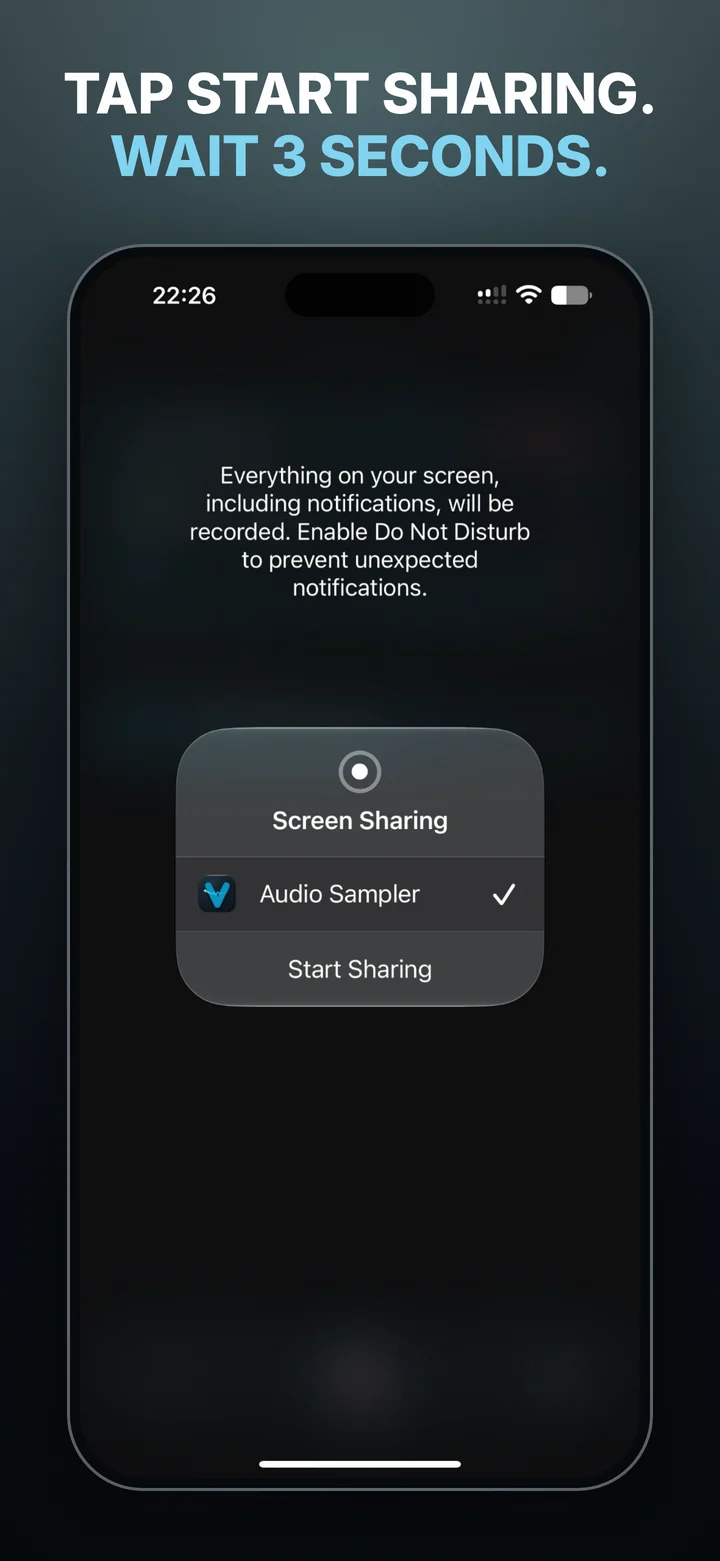 TAP START SHARING.
WAIT 3 SECONDS.
22:26
Everything on your screen,
including notifications, will be
recorded. Enable Do Not Disturb
to prevent unexpected
notifications.
Screen Sharing
Audio Sampler
Start Sharing